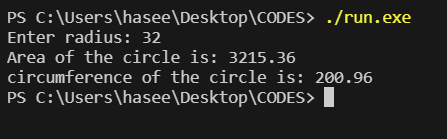 PS C:\Users\hasee\Desktop\CODES> ./run.exe
Enter radius: 32
Area of the circle is: 3215.36
circumference of the circle is: 200.96
PS C:\Users\hasee\Desktop\CODES>